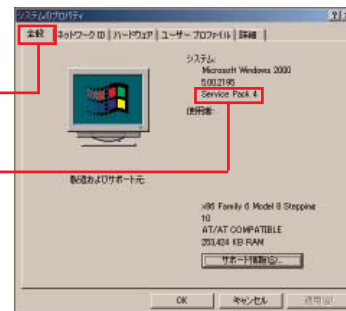 システムのプロパティ
全般 ネットワーク ID ハードウェア ユーザー プロファイル 詳細
システム:
Microsoft Windows 2000
5.00.2195
Service Pack 4
使用者:
製造およびサポート元:
x86 Family 6 Model 8 Stepping
10
AT/AT COMPATIBLE
253,424 KB RAM
サポート情報(S)...
OK キャンセル 適用(A)